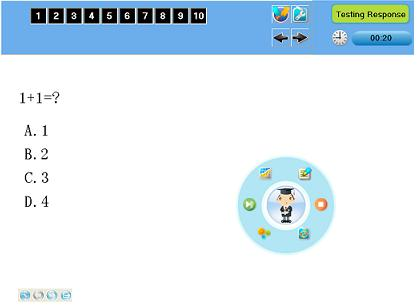 1 2 3 4 5 6 7 8 9 10
Testing Response
00:20
1+1=?
A.1
B.2
C.3
D.4